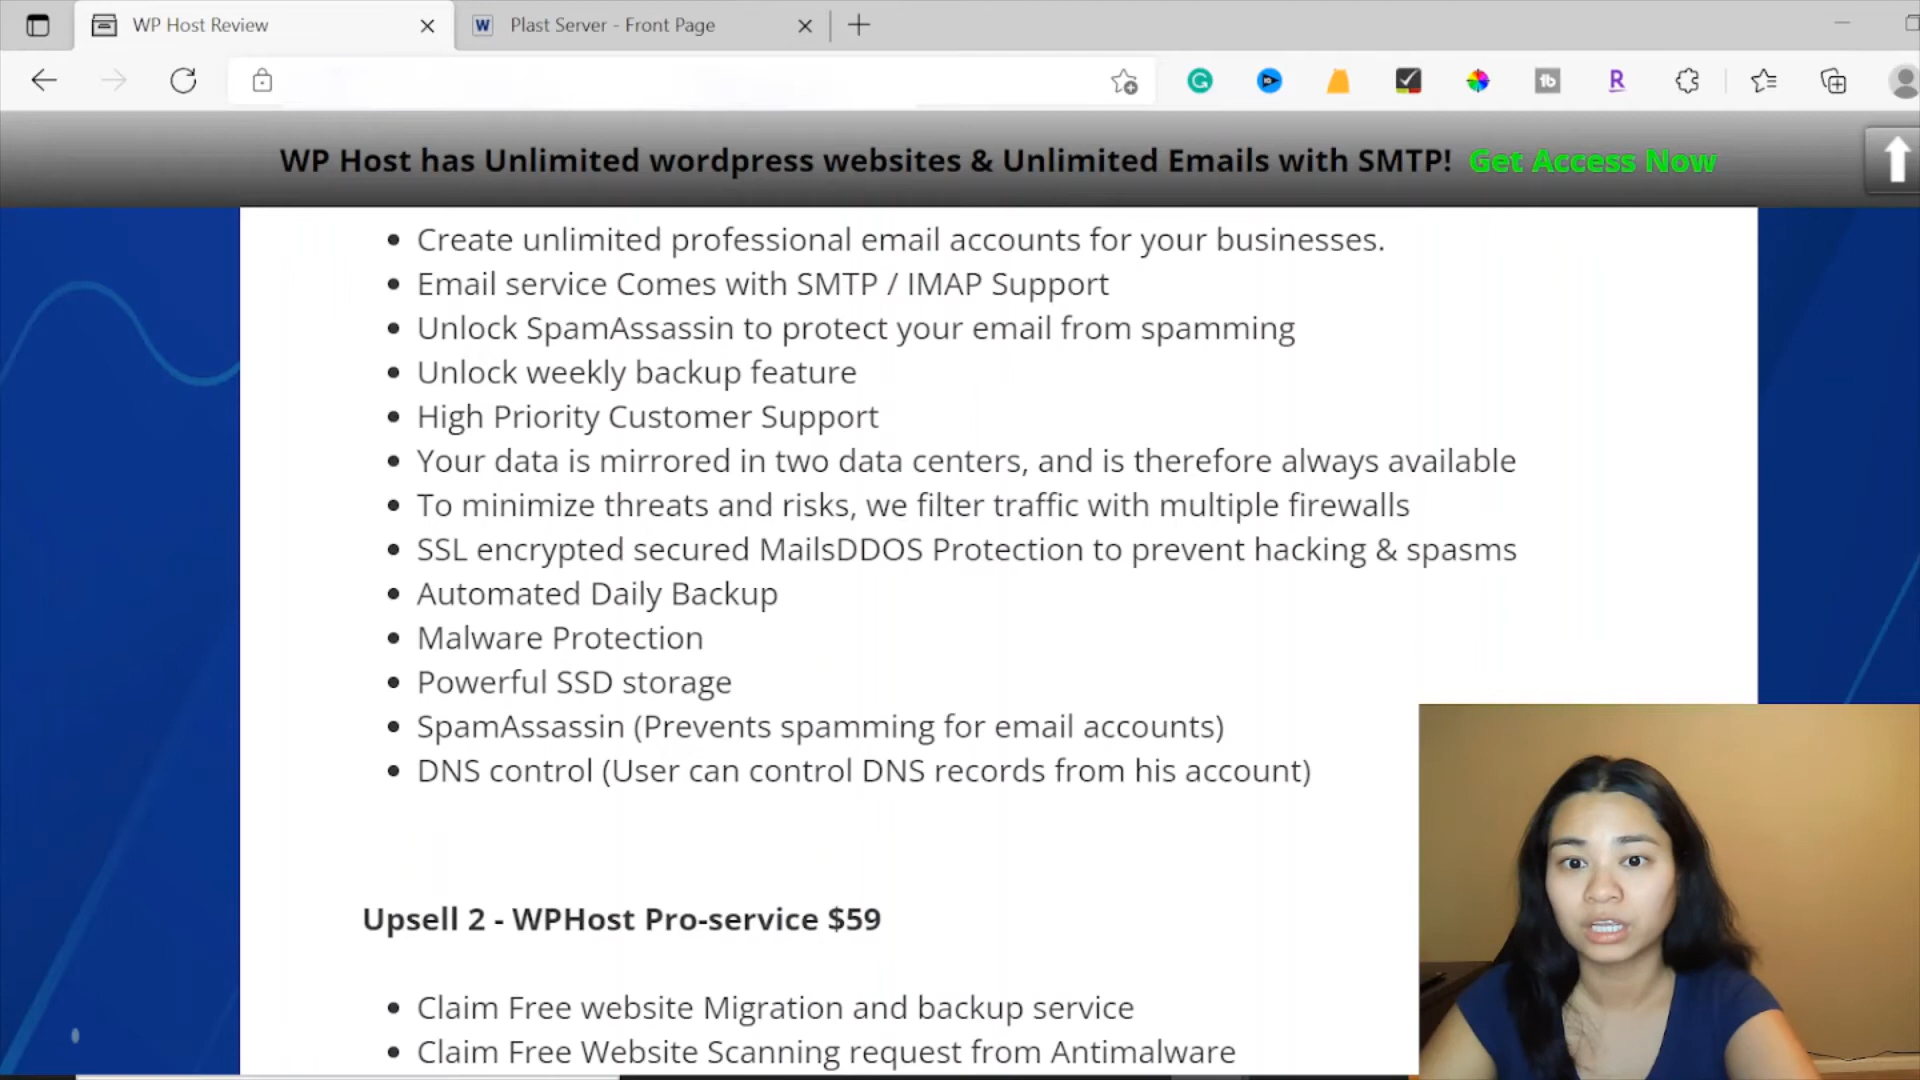 WP Host Review
W Plast Server - Front Page
WP Host has Unlimited wordpress websites & Unlimited Emails with SMTP! Get Access Now
• Create unlimited professional email accounts for your businesses.
• Email service Comes with SMTP / IMAP Support
• Unlock SpamAssassin to protect your email from spamming
• Unlock weekly backup feature
• High Priority Customer Support
• Your data is mirrored in two data centers, and is therefore always available
• To minimize threats and risks, we filter traffic with multiple firewalls
• SSL encrypted secured MailsDDOS Protection to prevent hacking & spasms
• Automated Daily Backup
• Malware Protection
• Powerful SSD storage
• SpamAssassin (Prevents spamming for email accounts)
• DNS control (User can control DNS records from his account)
Upsell 2 - WPHost Pro-service $59
• Claim Free website Migration and backup service
• Claim Free Website Scanning request from Antimalware